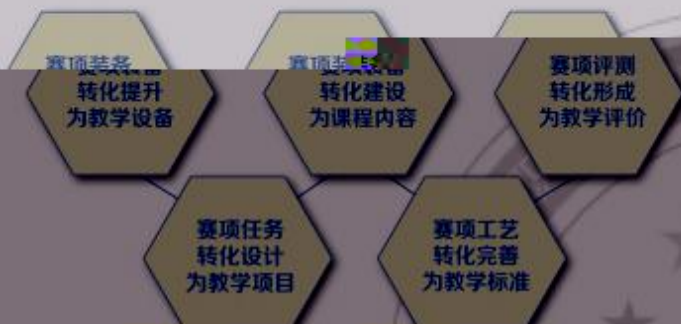 赛项装备
转化提升
为教学设备
赛项
转化建设
为课程内容
赛项评测
转化形成
为教学评价
赛项任务
转化设计
为教学项目
赛项工艺
转化完善
为教学标准